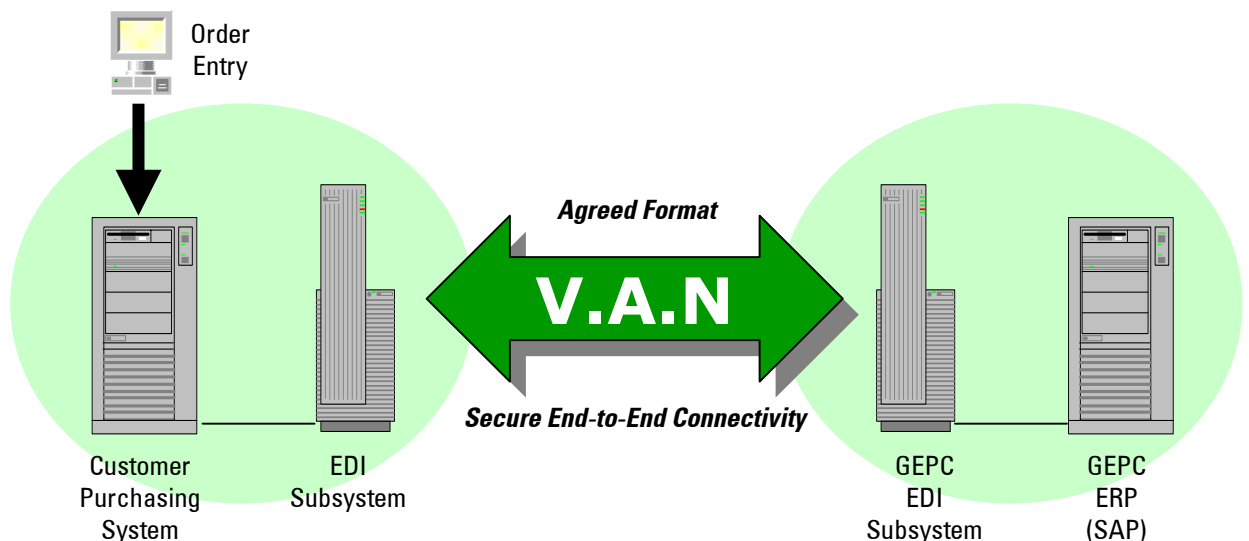 Order
Entry
Agreed Format
V.A.N
Secure End-to-End Connectivity
Customer
Purchasing
System
EDI
Subsystem
GEPC
EDI
Subsystem
GEPC
ERP
(SAP)